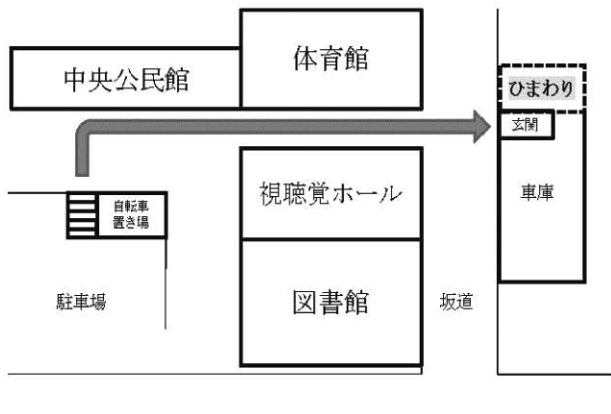 体育館
中央公民館
ひまわり
玄関
視聴覚ホール
車庫
自転車
置き場
駐車場
図書館
坂道